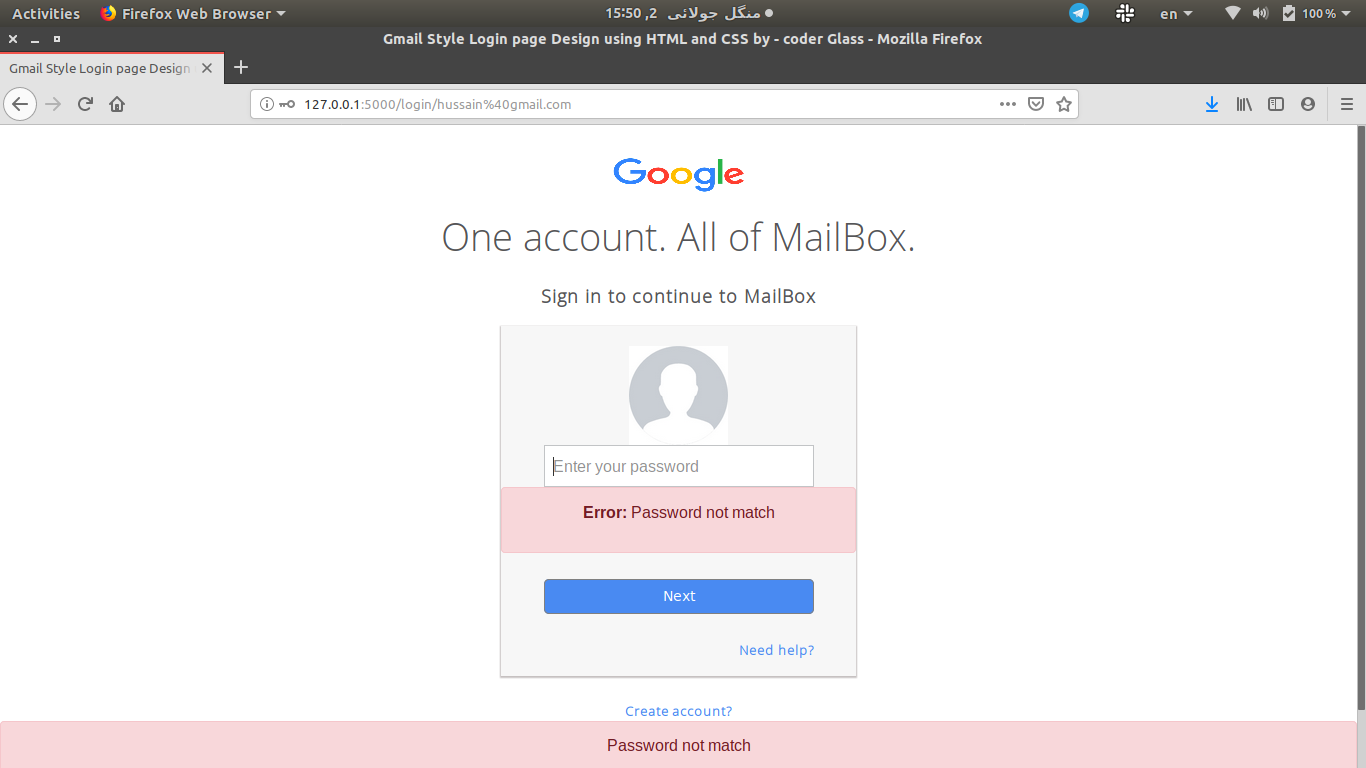 Activities Firefox Web Browser منگل جولائی 2, 15:50 en 100%
Gmail Style Login page Design using HTML and CSS by - coder Glass - Mozilla Firefox
Gmail Style Login page Design
127.0.0.1:5000/login/hussain%40gmail.com
Google
One account. All of MailBox.
Sign in to continue to MailBox
Enter your password
Error: Password not match
Next
Need help?
Create account?
Password not match